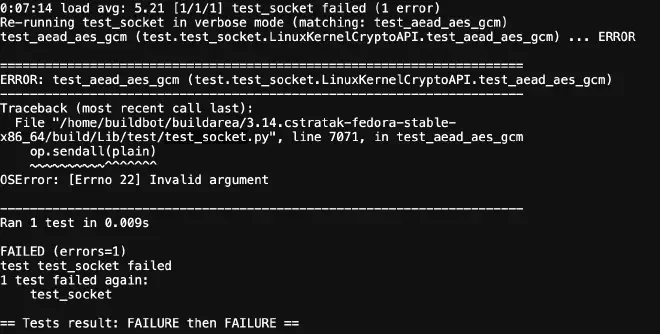 0:07:14 load avg: 5.21 [1/1/1] test_socket failed (1 error)
Re-running test_socket in verbose mode (matching: test_aead_aes_gcm)
test_aead_aes_gcm (test.test_socket.LinuxKernelCryptoAPI.test_aead_aes_gcm) ... ERROR
======================================================================
ERROR: test_aead_aes_gcm (test.test_socket.LinuxKernelCryptoAPI.test_aead_aes_gcm)
----------------------------------------------------------------------
Traceback (most recent call last):
  File "/home/buildbot/buildarea/3.14.cstratak-fedora-stable-
x86_64/build/Lib/test/test_socket.py", line 7071, in test_aead_aes_gcm
    op.sendall(plain)
    ~~~~~~~~~~^^^^^^^
OSError: [Errno 22] Invalid argument
----------------------------------------------------------------------
Ran 1 test in 0.009s
FAILED (errors=1)
test test_socket failed
1 test failed again:
    test_socket
== Tests result: FAILURE then FAILURE ==